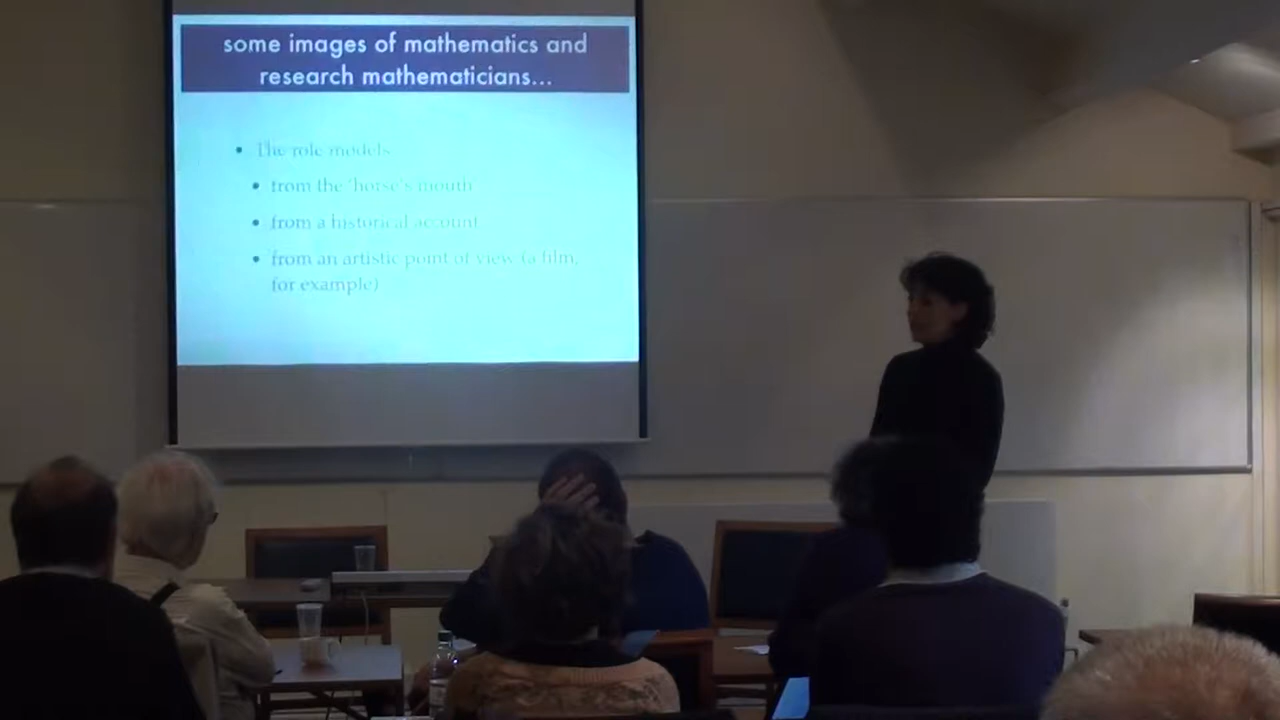 some images of mathematics and
research mathematicians...
• The role models
• from the 'horse's mouth
• from a historical account
• from an artistic point of view (a film,
for example)